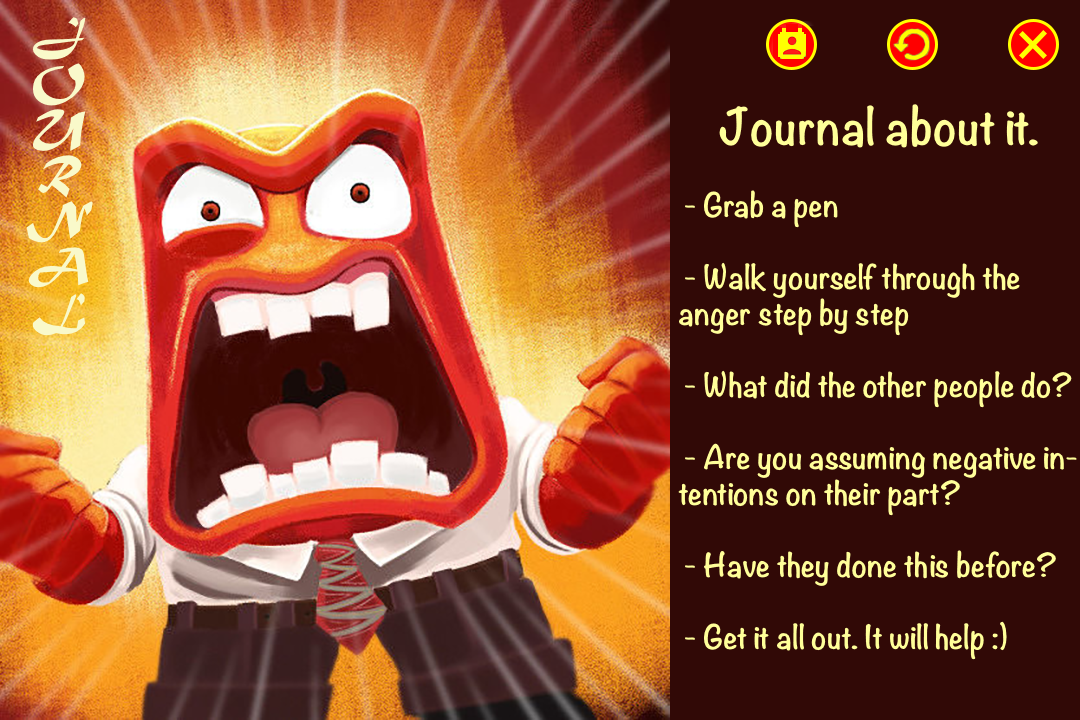 JOURNAL
Journal about it.
- Grab a pen
- Walk yourself through the
anger step by step
- What did the other people do?
- Are you assuming negative in-
tentions on their part?
- Have they done this before?
- Get it all out. It will help :)